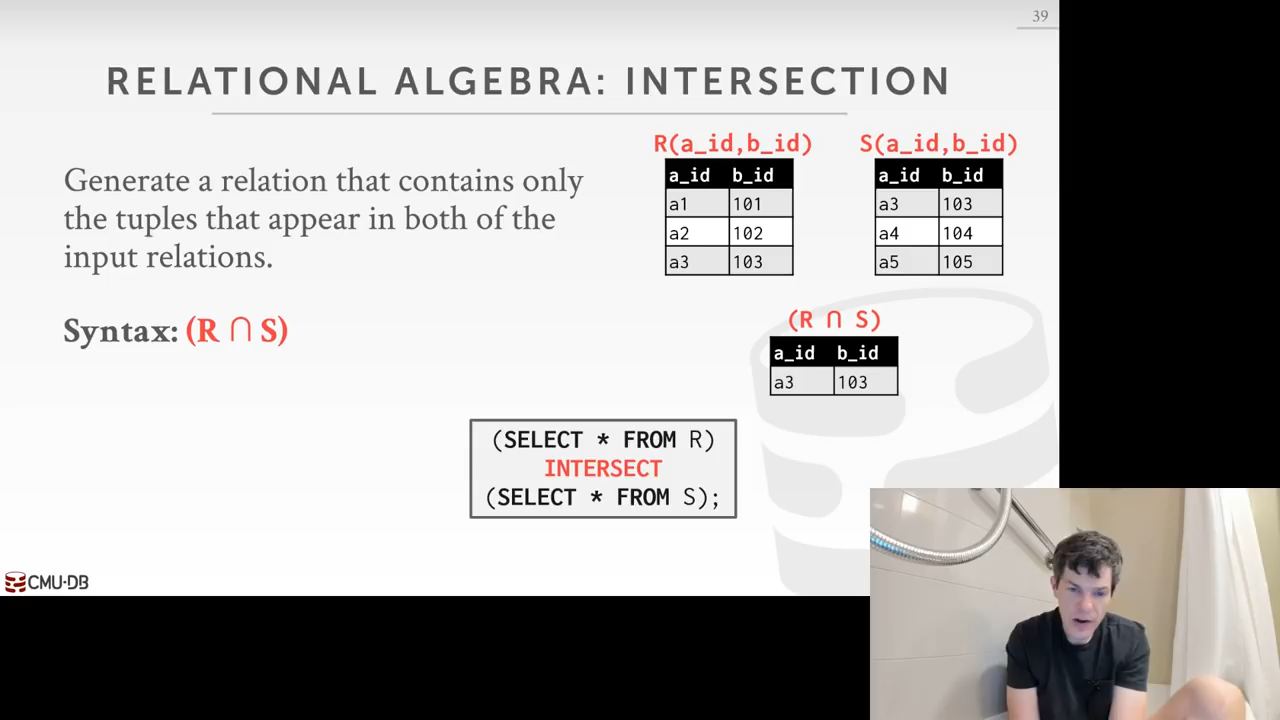 39
RELATIONAL ALGEBRA: INTERSECTION
Generate a relation that contains only
the tuples that appear in both of the
input relations.
Syntax: (R ∩ S)
R(a_id,b_id)
a_id b_id
a1 101
a2 102
a3 103
S(a_id,b_id)
a_id b_id
a3 103
a4 104
a5 105
(R ∩ S)
a_id b_id
a3 103
(SELECT * FROM R)
INTERSECT
(SELECT * FROM S);
CMU·DB